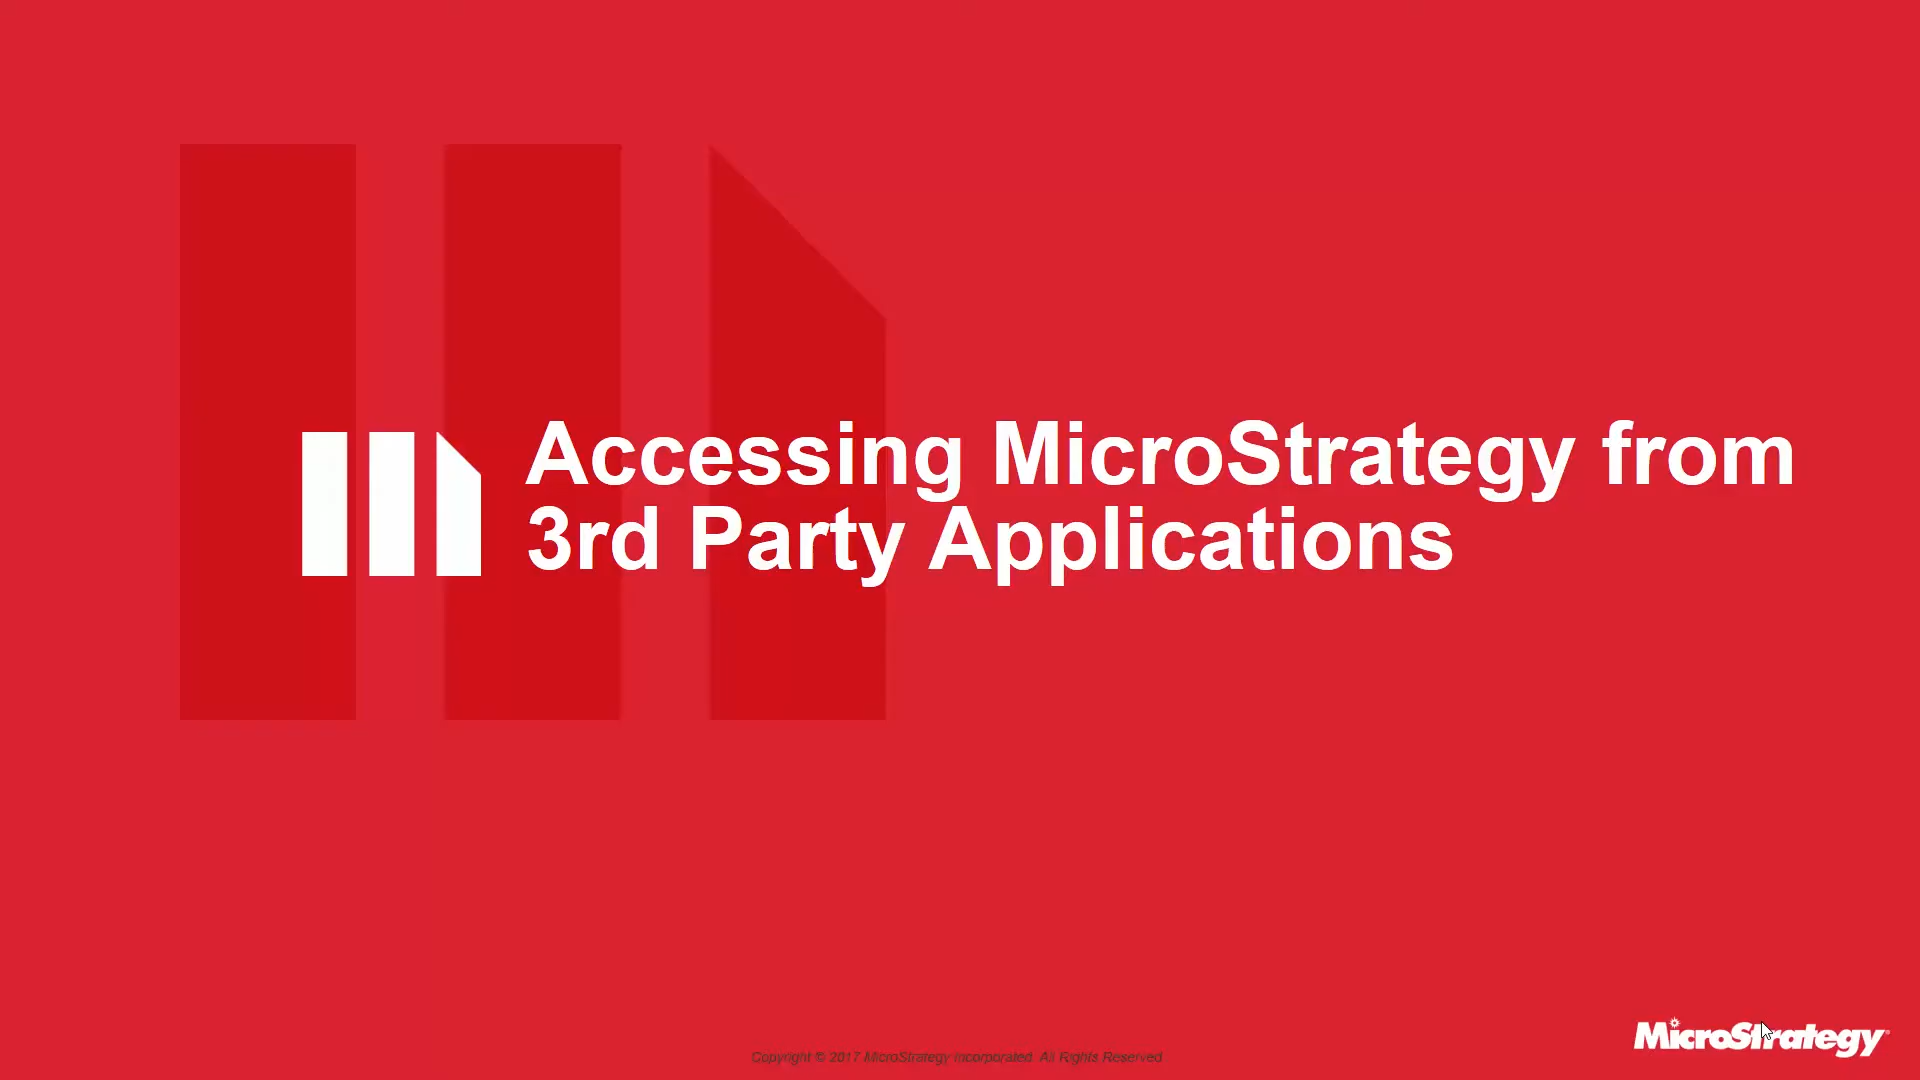 Accessing MicroStrategy from
3rd Party Applications
MicroStrategy
Copyright © 2017 MicroStrategy Incorporated. All Rights Reserved.